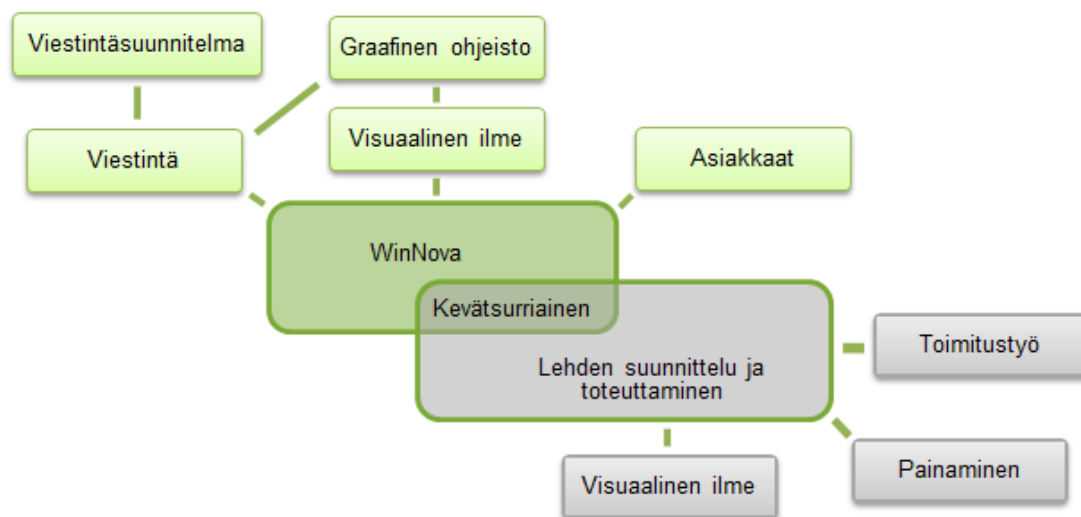 Viestintäsuunnitelma
Graafinen ohjeisto
Viestintä
Visuaalinen ilme
Asiakkaat
WinNova
Kevätsurriainen
Lehden suunnittelu ja
toteuttaminen
Toimitustyö
Painaminen
Visuaalinen ilme